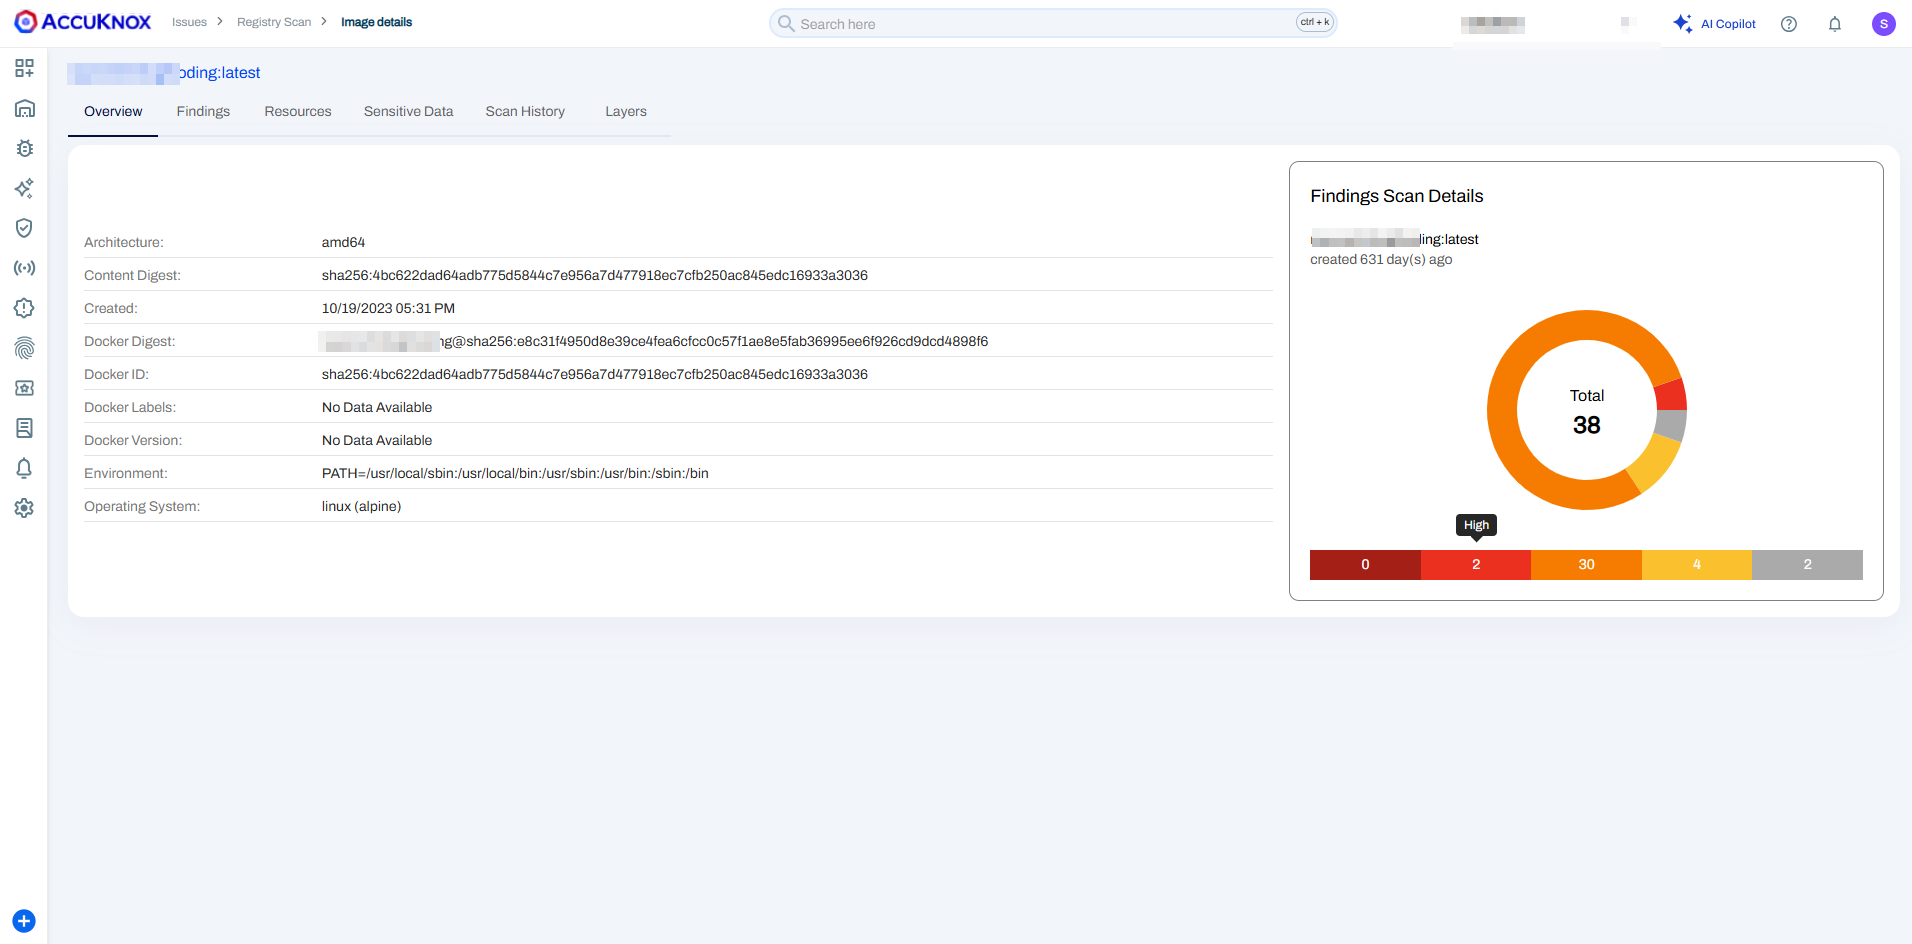 ACCUKNOX
Issues > Registry Scan > Image details
Search here
ctrl + k
AI Copilot
S
oding:latest
Overview
Findings
Resources
Sensitive Data
Scan History
Layers
Architecture: amd64
Content Digest: sha256:4bc622dad64adb775d5844c7e956a7d477918ec7cfb250ac845edc16933a3036
Created: 10/19/2023 05:31 PM
Docker Digest: ng@sha256:e8c31f4950d8e39ce4fea6cfcc0c57f1ae8e5fab36995ee6f926cd9dcd4898f6
Docker ID: sha256:4bc622dad64adb775d5844c7e956a7d477918ec7cfb250ac845edc16933a3036
Docker Labels: No Data Available
Docker Version: No Data Available
Environment: PATH=/usr/local/sbin:/usr/local/bin:/usr/sbin:/usr/bin:/sbin:/bin
Operating System: linux (alpine)
Findings Scan Details
ling:latest
created 631 day(s) ago
Total
38
High
0 2 30 4 2